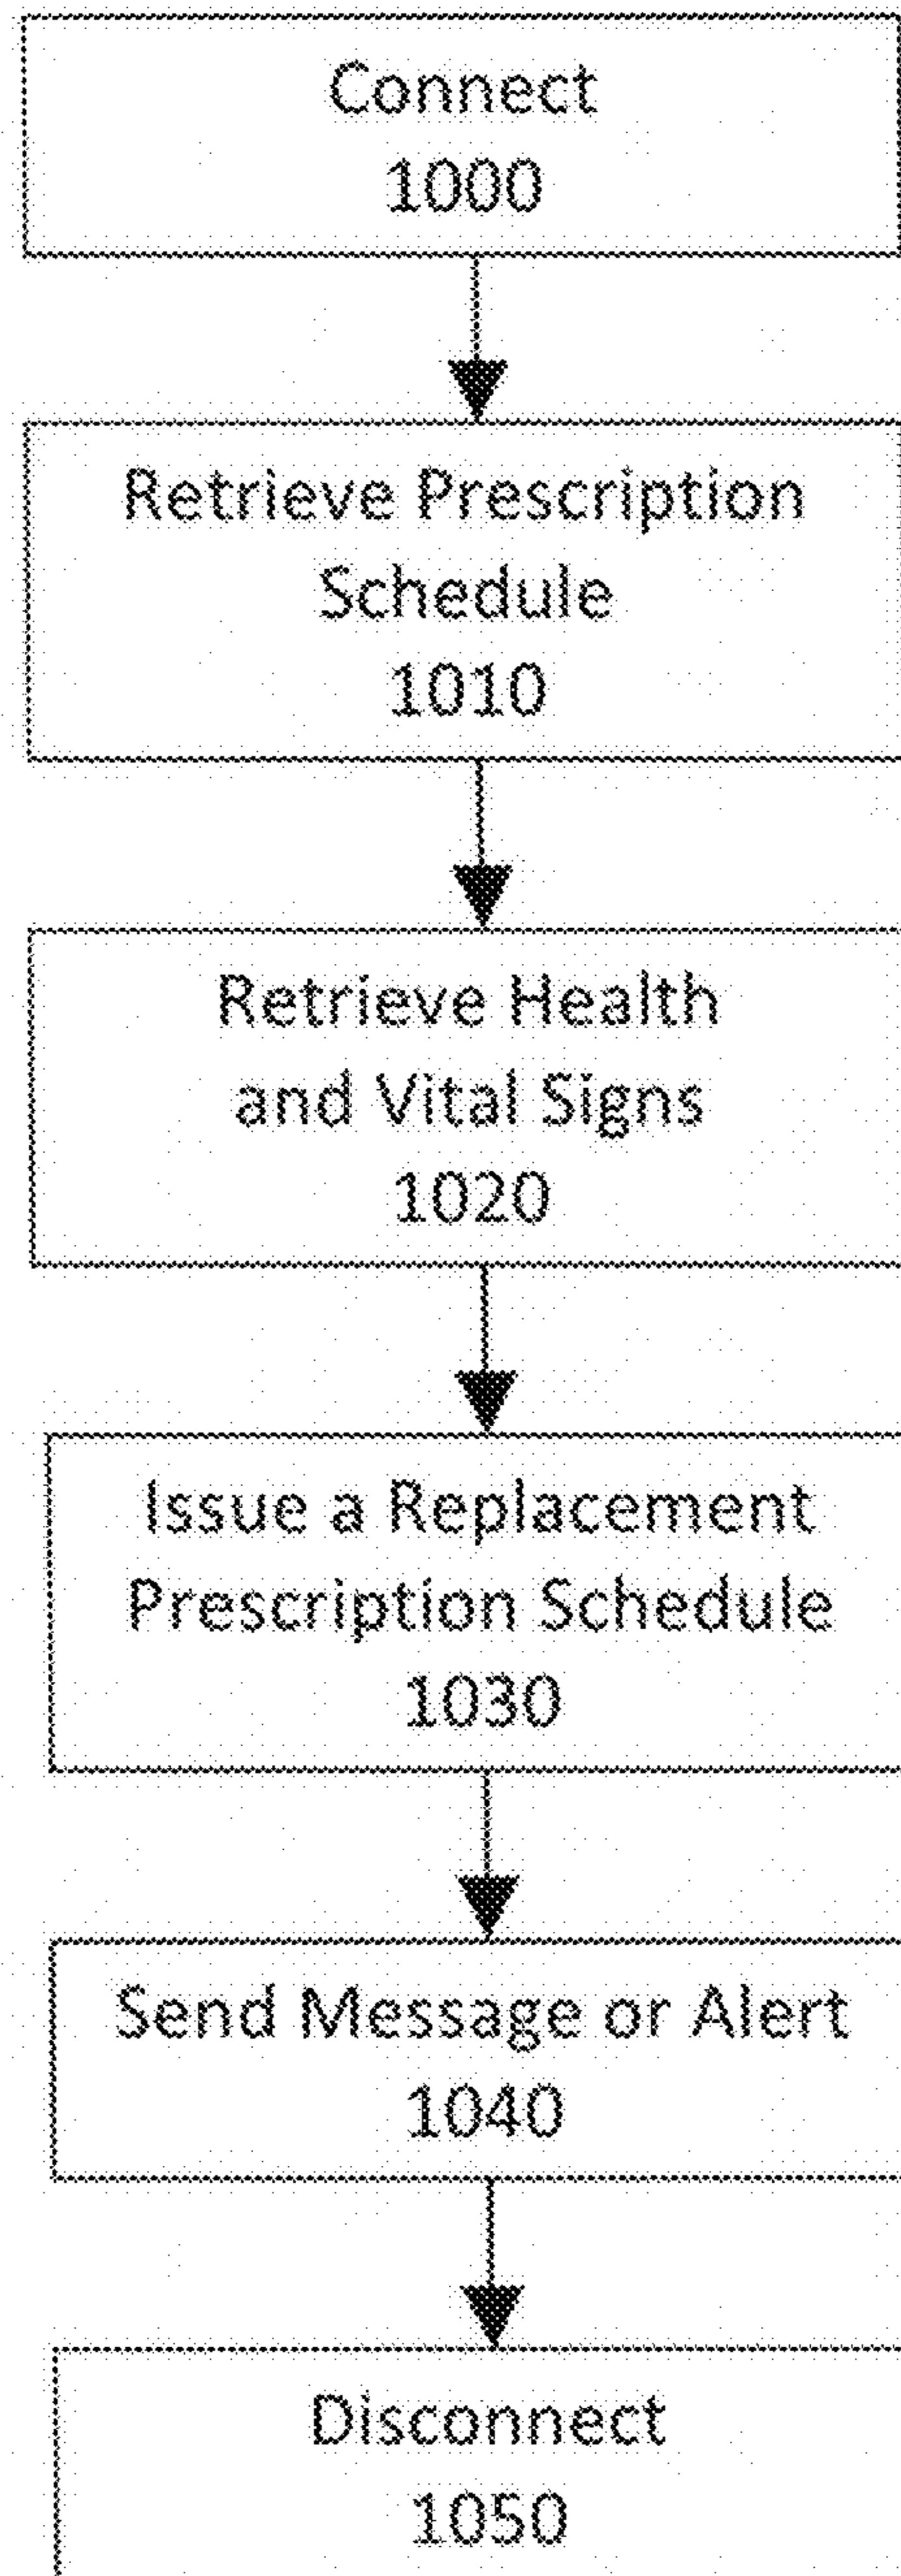 Connect
1000
Retrieve Prescription
Schedule
1010
Retrieve Health
and Vital Signs
1020
Issue a Replacement
Prescription Schedule
1030
Send Message or Alert
1040
Disconnect
1050